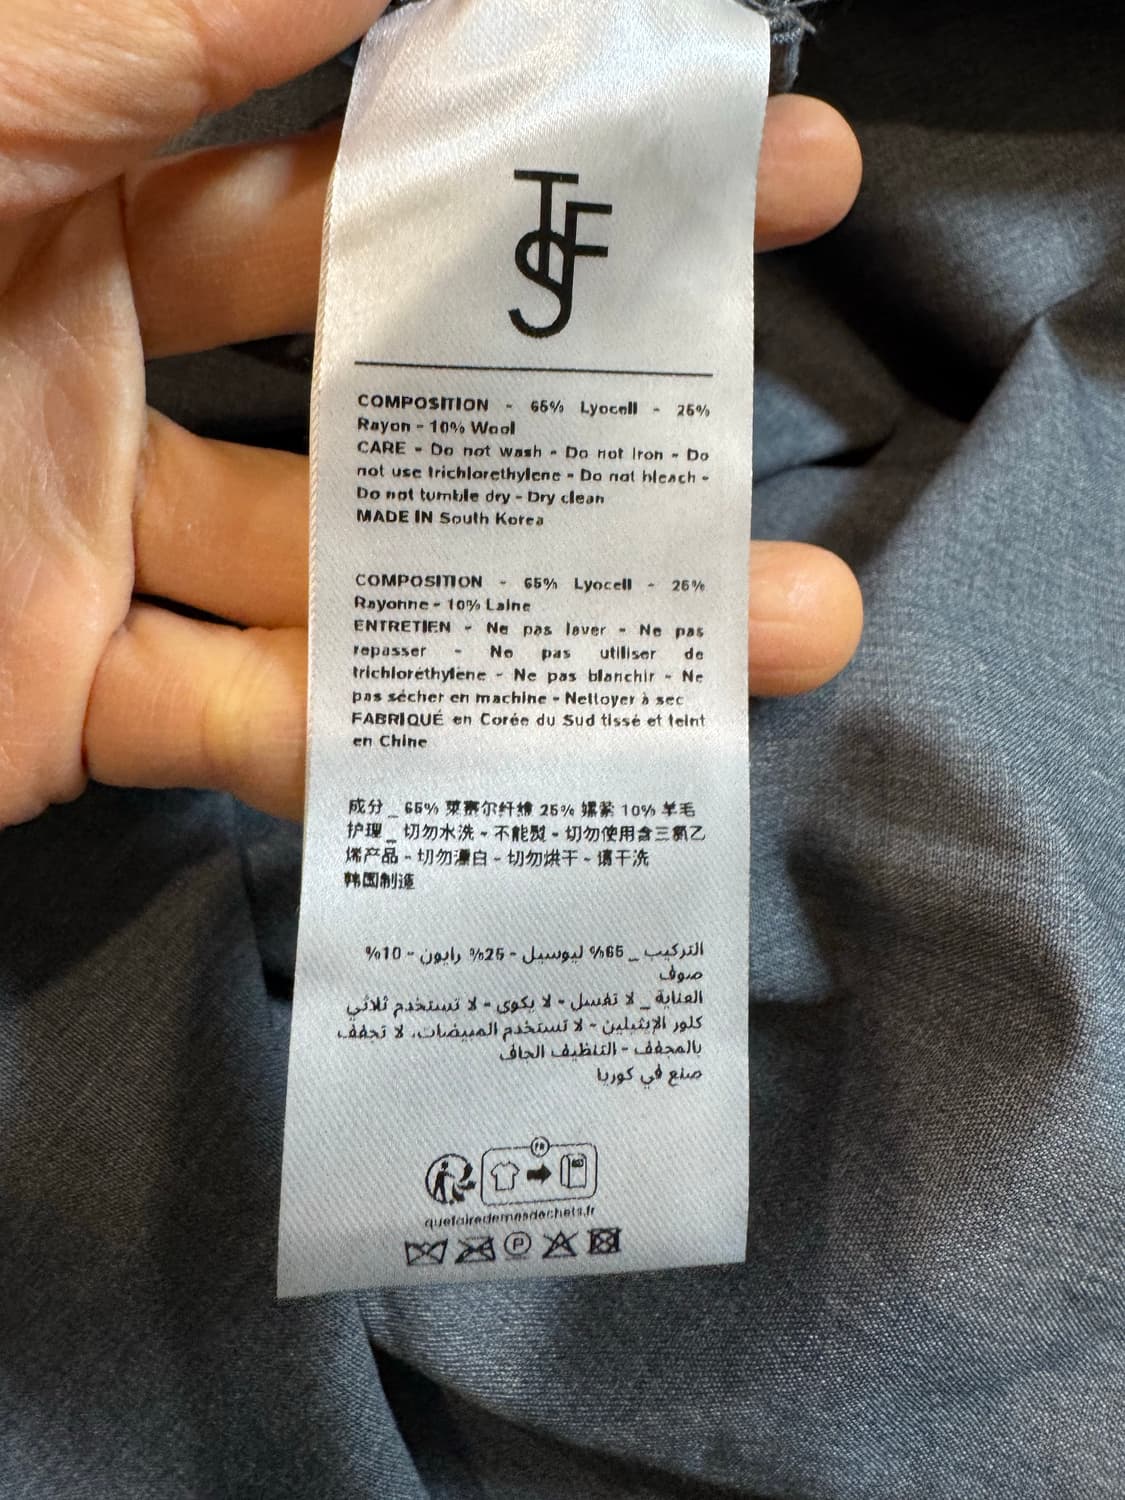 TSF
COMPOSITION - 65% Lyocell - 25%
Rayon - 10% Wool
CARE - Do not wash - Do not Iron - Do
not use trichlorethylene - Do not bleach -
Do not tumble dry - Dry clean
MADE IN South Korea
COMPOSITION - 65% Lyocell - 25%
Rayonne - 10% Laine
ENTRETIEN - Ne pas laver - Ne pas
repasser - Ne pas utiliser de
trichloréthylène - Ne pas blanchir - Ne
pas sécher en machine - Nettoyer à sec
FABRIQUÉ en Corée du Sud tissé et teint
en Chine
成分 _ 65% 莱赛尔纤维 25% 嫘萦 10% 羊毛
护理 _ 切勿水洗 - 不能熨 - 切勿使用含三氯乙
烯产品 - 切勿漂白 - 切勿烘干 - 请干洗
韩国制造
التركيب _ 65% ليوسيل - 25% رايون - 10%
صوف
العناية _ لا تغسل - لا يكوى - لا تستخدم ثلاثي
كلور الإيثيلين - لا تستخدم المبيضات، لا تجفف
بالمجفف - التنظيف الجاف
صنع في كوريا
FR
quefairedemesdechets.fr
P